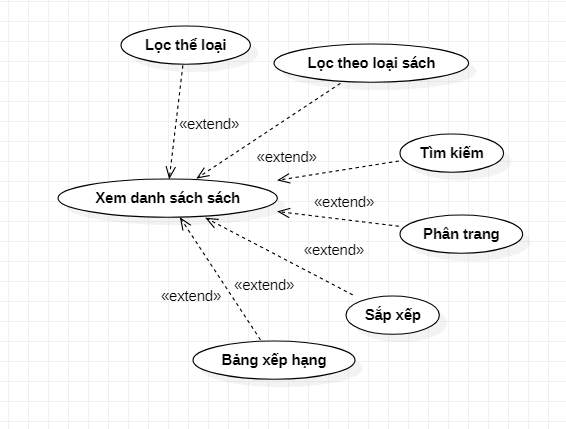 Lọc thể loại
Lọc theo loại sách
«extend»
Tìm kiếm
«extend»
Xem danh sách sách
«extend»
Phân trang
«extend»
«extend»
«extend»
Sắp xếp
Bảng xếp hạng